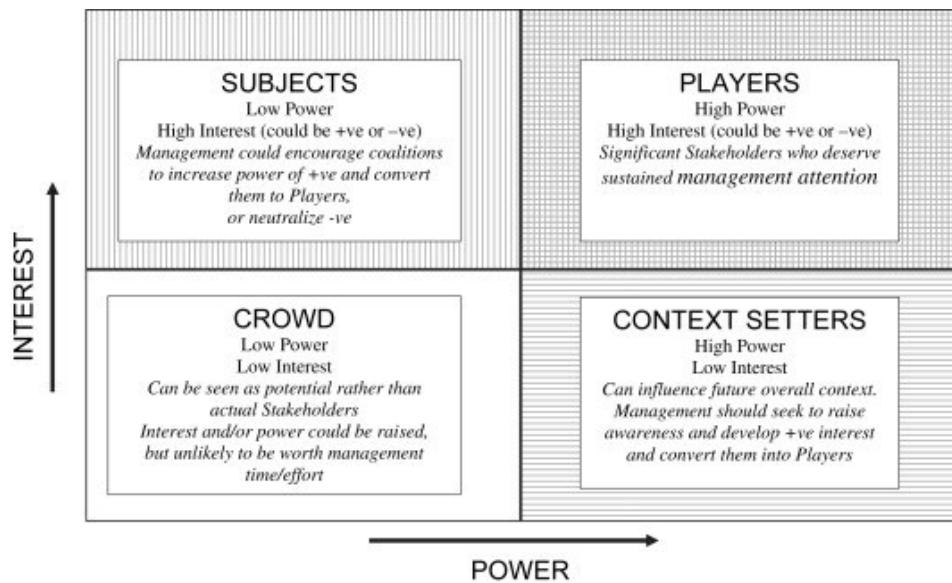 SUBJECTS
Low Power
High Interest (could be +ve or –ve)
Management could encourage coalitions
to increase power of +ve and convert
them to Players,
or neutralize -ve
PLAYERS
High Power
High Interest (could be +ve or –ve)
Significant Stakeholders who deserve
sustained management attention
INTEREST
CROWD
Low Power
Low Interest
Can be seen as potential rather than
actual Stakeholders
Interest and/or power could be raised,
but unlikely to be worth management
time/effort
CONTEXT SETTERS
High Power
Low Interest
Can influence future overall context.
Management should seek to raise
awareness and develop +ve interest
and convert them into Players
POWER